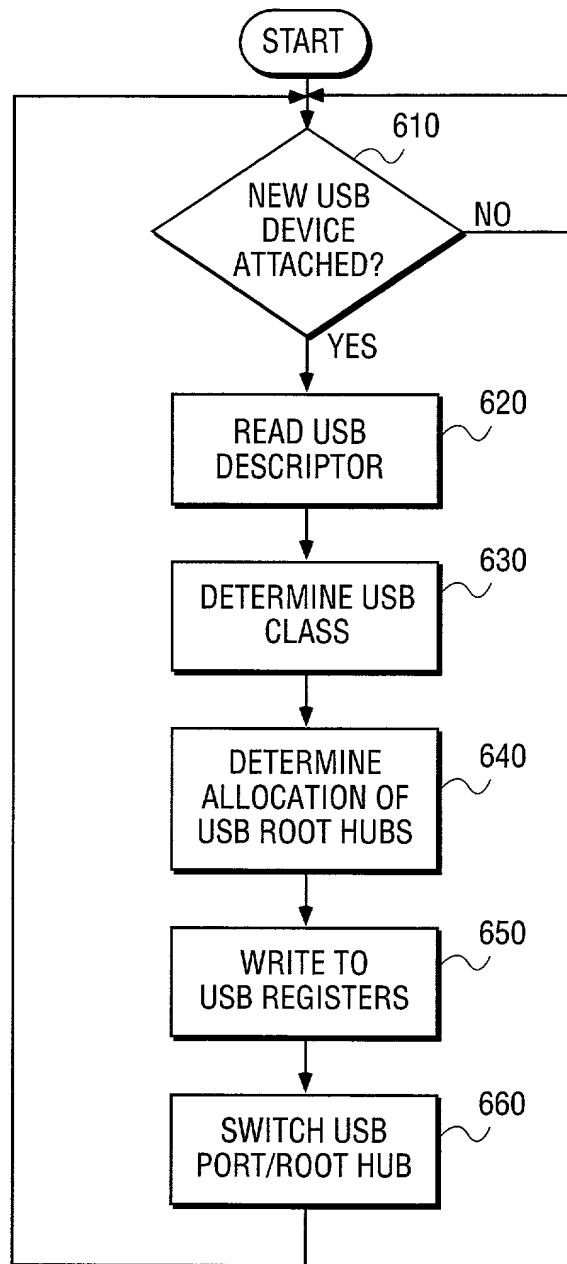 START
610
NEW USB
DEVICE
ATTACHED?
NO
YES
620
READ USB
DESCRIPTOR
630
DETERMINE USB
CLASS
640
DETERMINE
ALLOCATION OF
USB ROOT HUBS
650
WRITE TO
USB REGISTERS
660
SWITCH USB
PORT/ROOT HUB